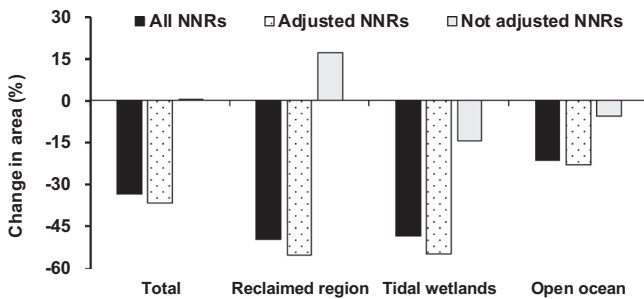 All NNRs Adjusted NNRs Not adjusted NNRs
Change in area (%)
30
15
0
-15
-30
-45
-60
Total Reclaimed region Tidal wetlands Open ocean